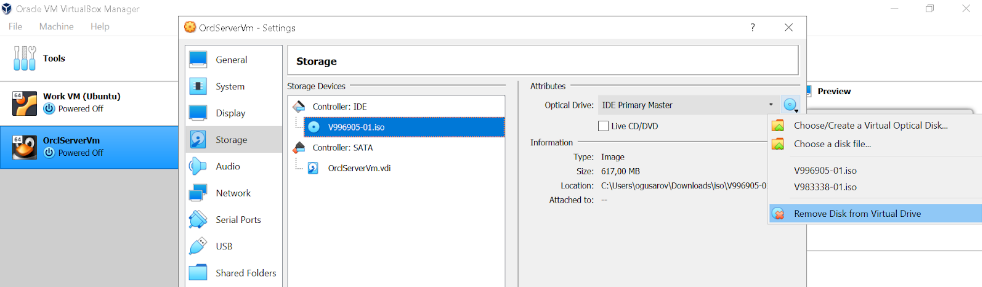 Oracle VM VirtualBox Manager
File Machine Help
Tools
Work VM (Ubuntu)
Powered Off
OrclServerVm
Powered Off
OrclServerVm - Settings
?
General
System
Display
Storage
Audio
Network
Serial Ports
USB
Shared Folders
Storage
Storage Devices
Controller: IDE
V996905-01.iso
Controller: SATA
OrclServerVm.vdi
Attributes
Optical Drive: IDE Primary Master
Live CD/DVD
Information
Type: Image
Size: 617,00 MB
Location: C:\Users\ogusarov\Downloads\iso\V996905-0
Attached to: --
Preview
Choose/Create a Virtual Optical Disk...
Choose a disk file...
V996905-01.iso
V983338-01.iso
Remove Disk from Virtual Drive